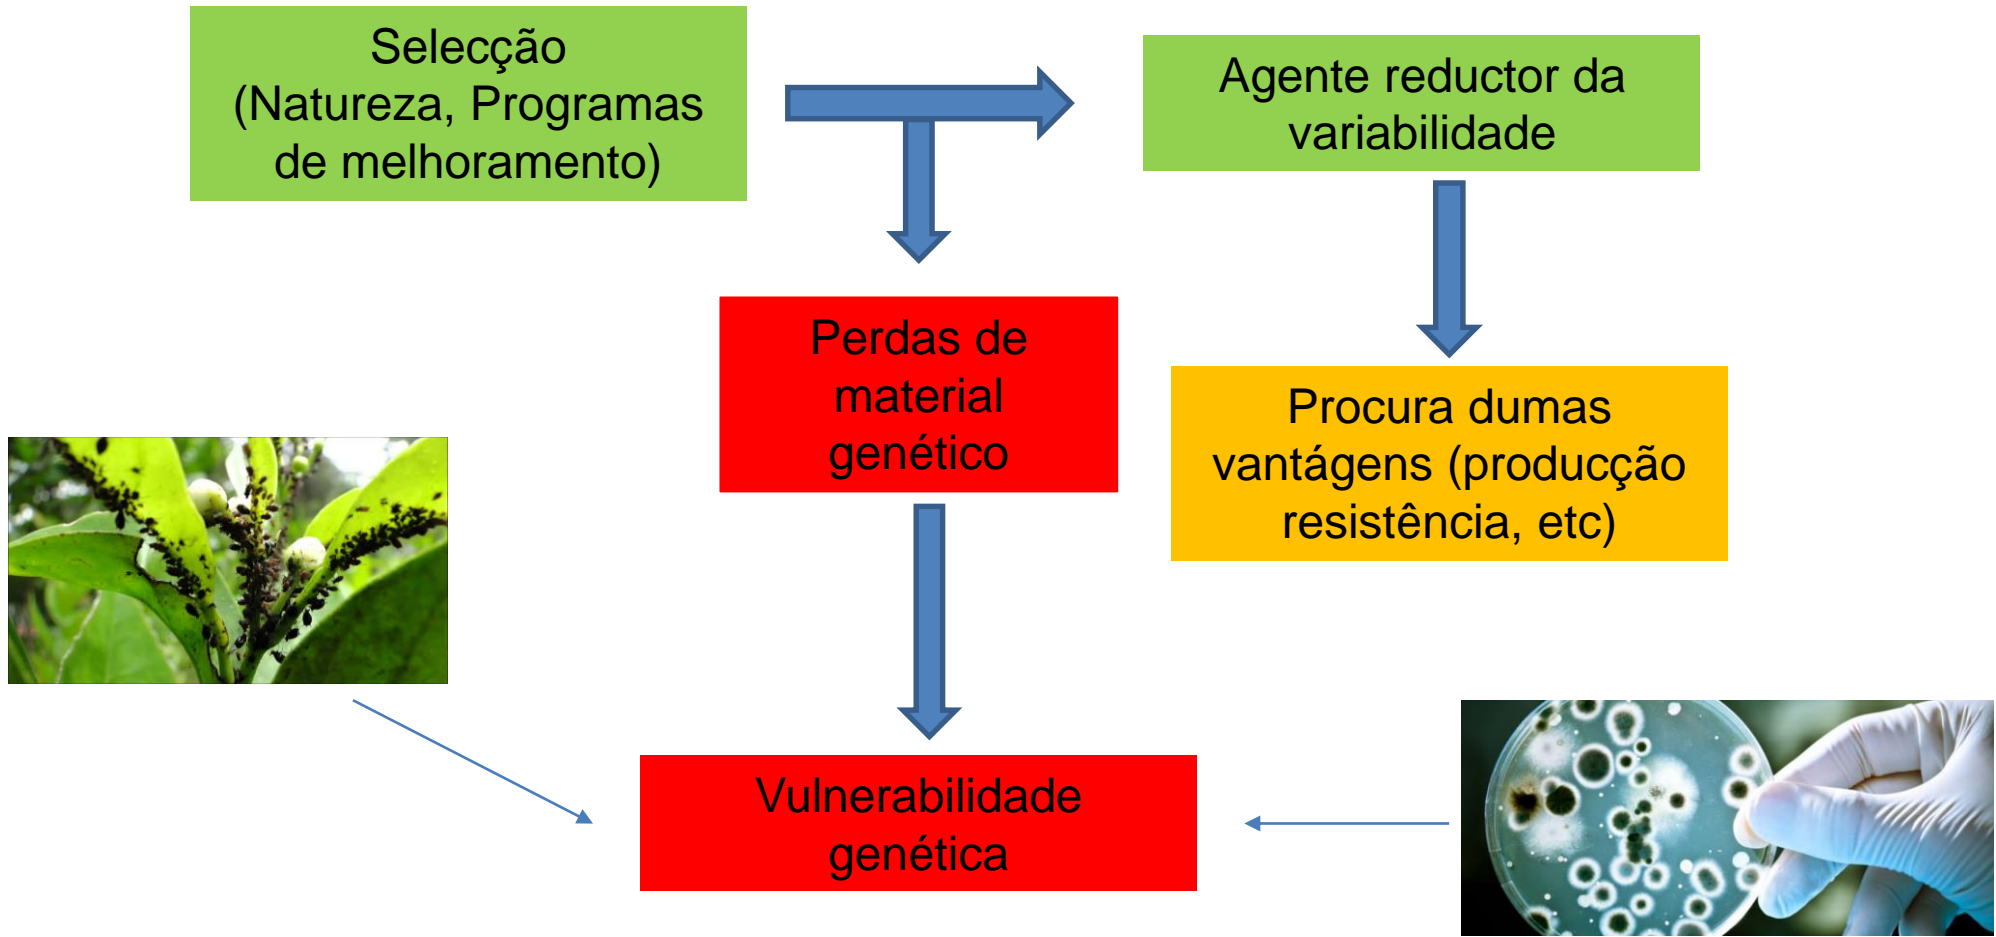 Selecção
(Natureza, Programas
de melhoramento)
Agente reductor da
variabilidade
Perdas de
material
genético
Procura dumas
vantágens (producção
resistência, etc)
Vulnerabilidade
genética